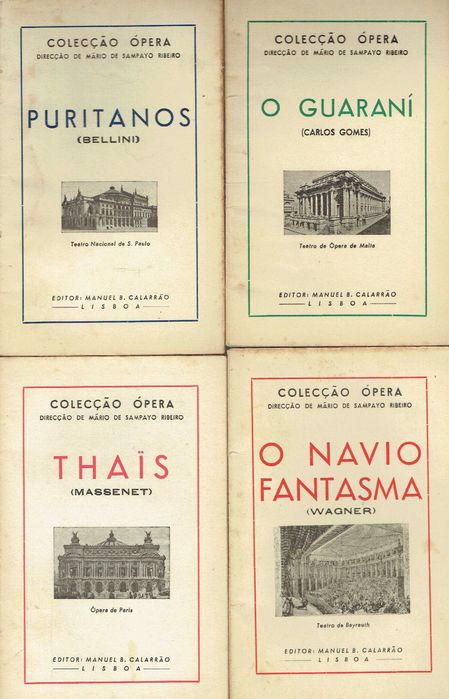 COLECÇÃO ÓPERA
DIRECÇÃO DE MÁRIO DE SAMPAYO RIBEIRO
PURITANOS
(BELLINI)
Teatro Nacional de S. Paulo
EDITOR: MANUEL B. CALARRÃO
LISBOA
COLECÇÃO ÓPERA
DIRECÇÃO DE MÁRIO DE SAMPAYO RIBEIRO
O GUARANÍ
(CARLOS GOMES)
Teatro de Ópera de Malta
EDITOR: MANUEL B. CALARRÃO
LISBOA
COLECÇÃO ÓPERA
DIRECÇÃO DE MÁRIO DE SAMPAYO RIBEIRO
THAÏS
(MASSENET)
Ópera de Paris
EDITOR: MANUEL B. CALARRÃO
LISBOA
COLECÇÃO ÓPERA
DIRECÇÃO DE MÁRIO DE SAMPAYO RIBEIRO
O NAVIO
FANTASMA
(WAGNER)
Teatro de Bayreuth
EDITOR: MANUEL B. CALARRÃO
LISBOA